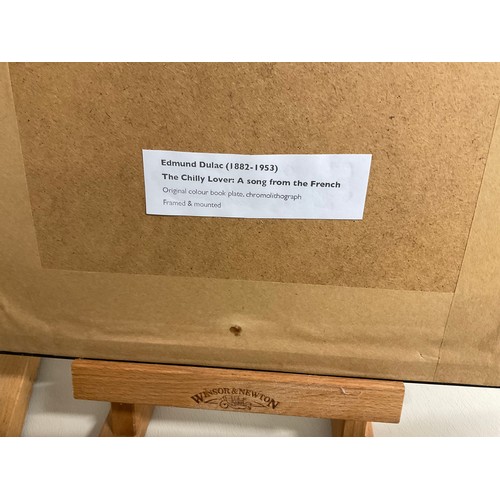 Edmund Dulac (1882-1953)
The Chilly Lover: A song from the French
Original colour book plate, chromolithograph
Framed & mounted
WINSOR & NEWTON